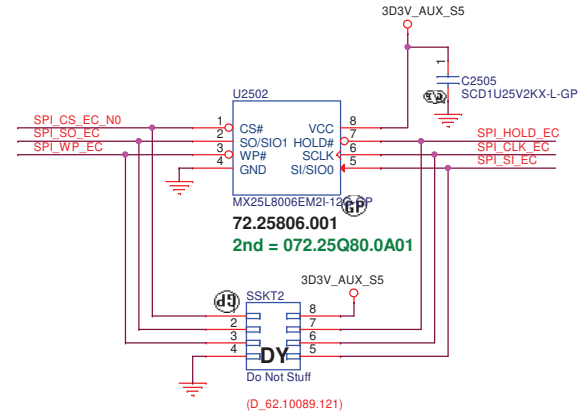 3D3V_AUX_S5
C2505
SCD1U25V2KX-L-GP
1
U2502
SPI_CS_EC_N0 1 CS# VCC 8
SPI_SO_EC 2 SO/SIO1 HOLD# 7 SPI_HOLD_EC
SPI_WP_EC 3 WP# SCLK 6 SPI_CLK_EC
4 GND SI/SIO0 5 SPI_SI_EC
GP
72.25806.001
2nd = 072.25Q80.0A01
3D3V_AUX_S5
GP SSKT2
8
2 7
3 6
4 5
DY
Do Not Stuff
(D_62.10089.121)